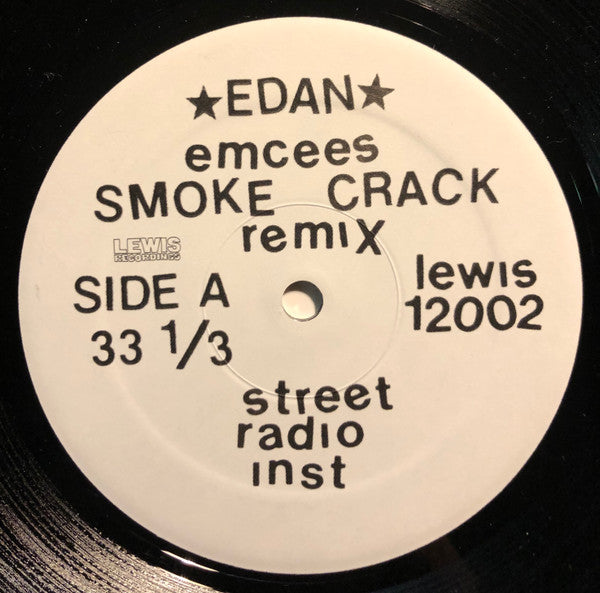 ★EDAN★
emcees
SMOKE CRACK
remix
LEWIS
RECORDINGS
SIDE A
33 1/3
lewis
12002
street
radio
inst